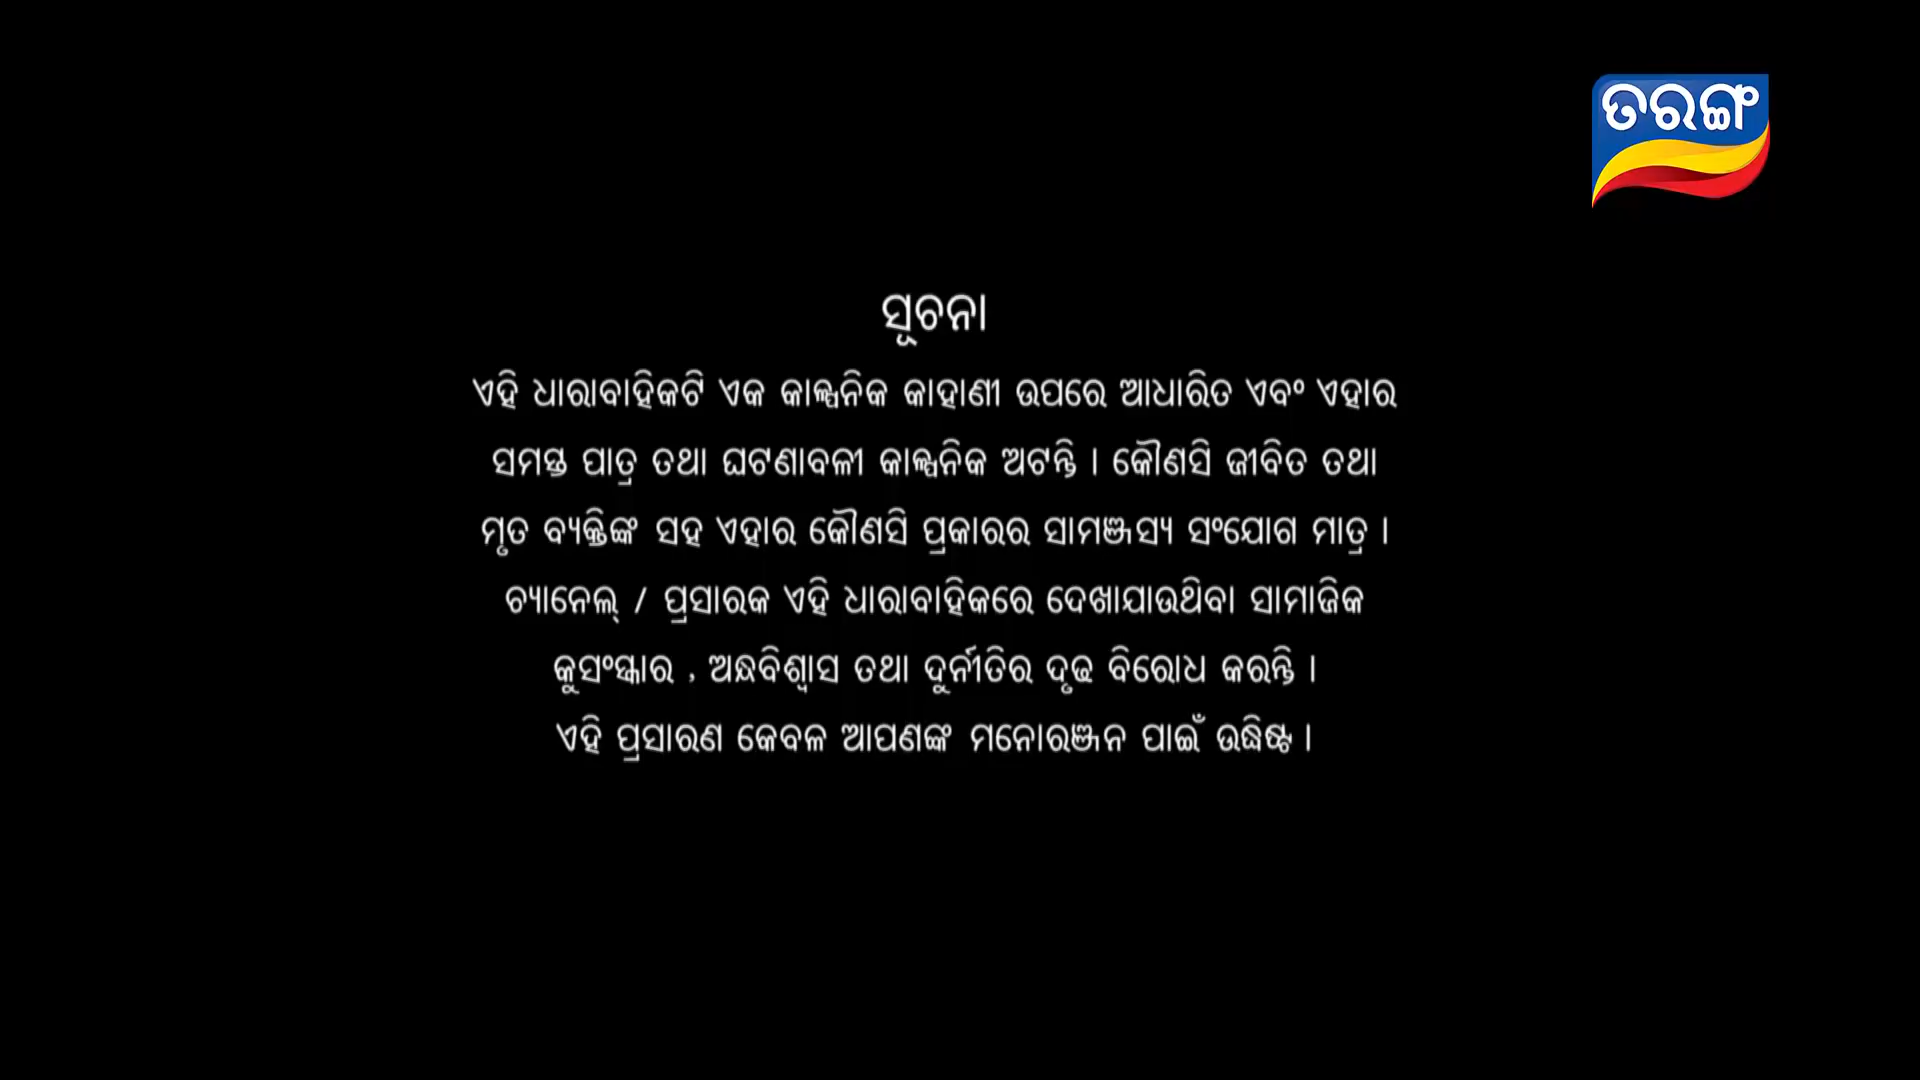 ତରଙ୍ଗ
ସୂଚନା
ଏହି ଧାରାବାହିକଟି ଏକ କାଳ୍ପନିକ କାହାଣୀ ଉପରେ ଆଧାରିତ ଏବଂ ଏହାର
ସମସ୍ତ ପାତ୍ର ତଥା ଘଟଣାବଳୀ କାଳ୍ପନିକ ଅଟନ୍ତି । କୌଣସି ଜୀବିତ ତଥା
ମୃତ ବ୍ୟକ୍ତିଙ୍କ ସହ ଏହାର କୌଣସି ପ୍ରକାରର ସାମଞ୍ଜସ୍ୟ ସଂଯୋଗ ମାତ୍ର ।
ଚ୍ୟାନେଲ୍ / ପ୍ରସାରକ ଏହି ଧାରାବାହିକରେ ଦେଖାଯାଉଥିବା ସାମାଜିକ
କୁସଂସ୍କାର , ଅନ୍ଧବିଶ୍ୱାସ ତଥା ଦୁର୍ନୀତିର ଦୃଢ ବିରୋଧ କରନ୍ତି ।
ଏହି ପ୍ରସାରଣ କେବଳ ଆପଣଙ୍କ ମନୋରଞ୍ଜନ ପାଇଁ ଉଦ୍ଧିଷ୍ଟ ।